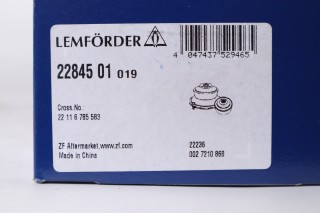 LEMFÖRDER
4 047437 529465
22845 01 019
Cross No.:
22 11 6 785 583
ZF Aftermarket www.zf.com
Made in China
22236
002 7210 868